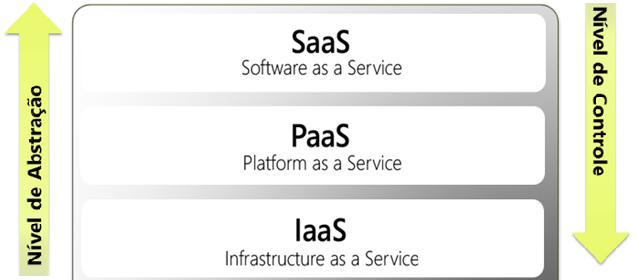 Nível de Abstração
SaaS
Software as a Service
PaaS
Platform as a Service
IaaS
Infrastructure as a Service
Nível de Controle